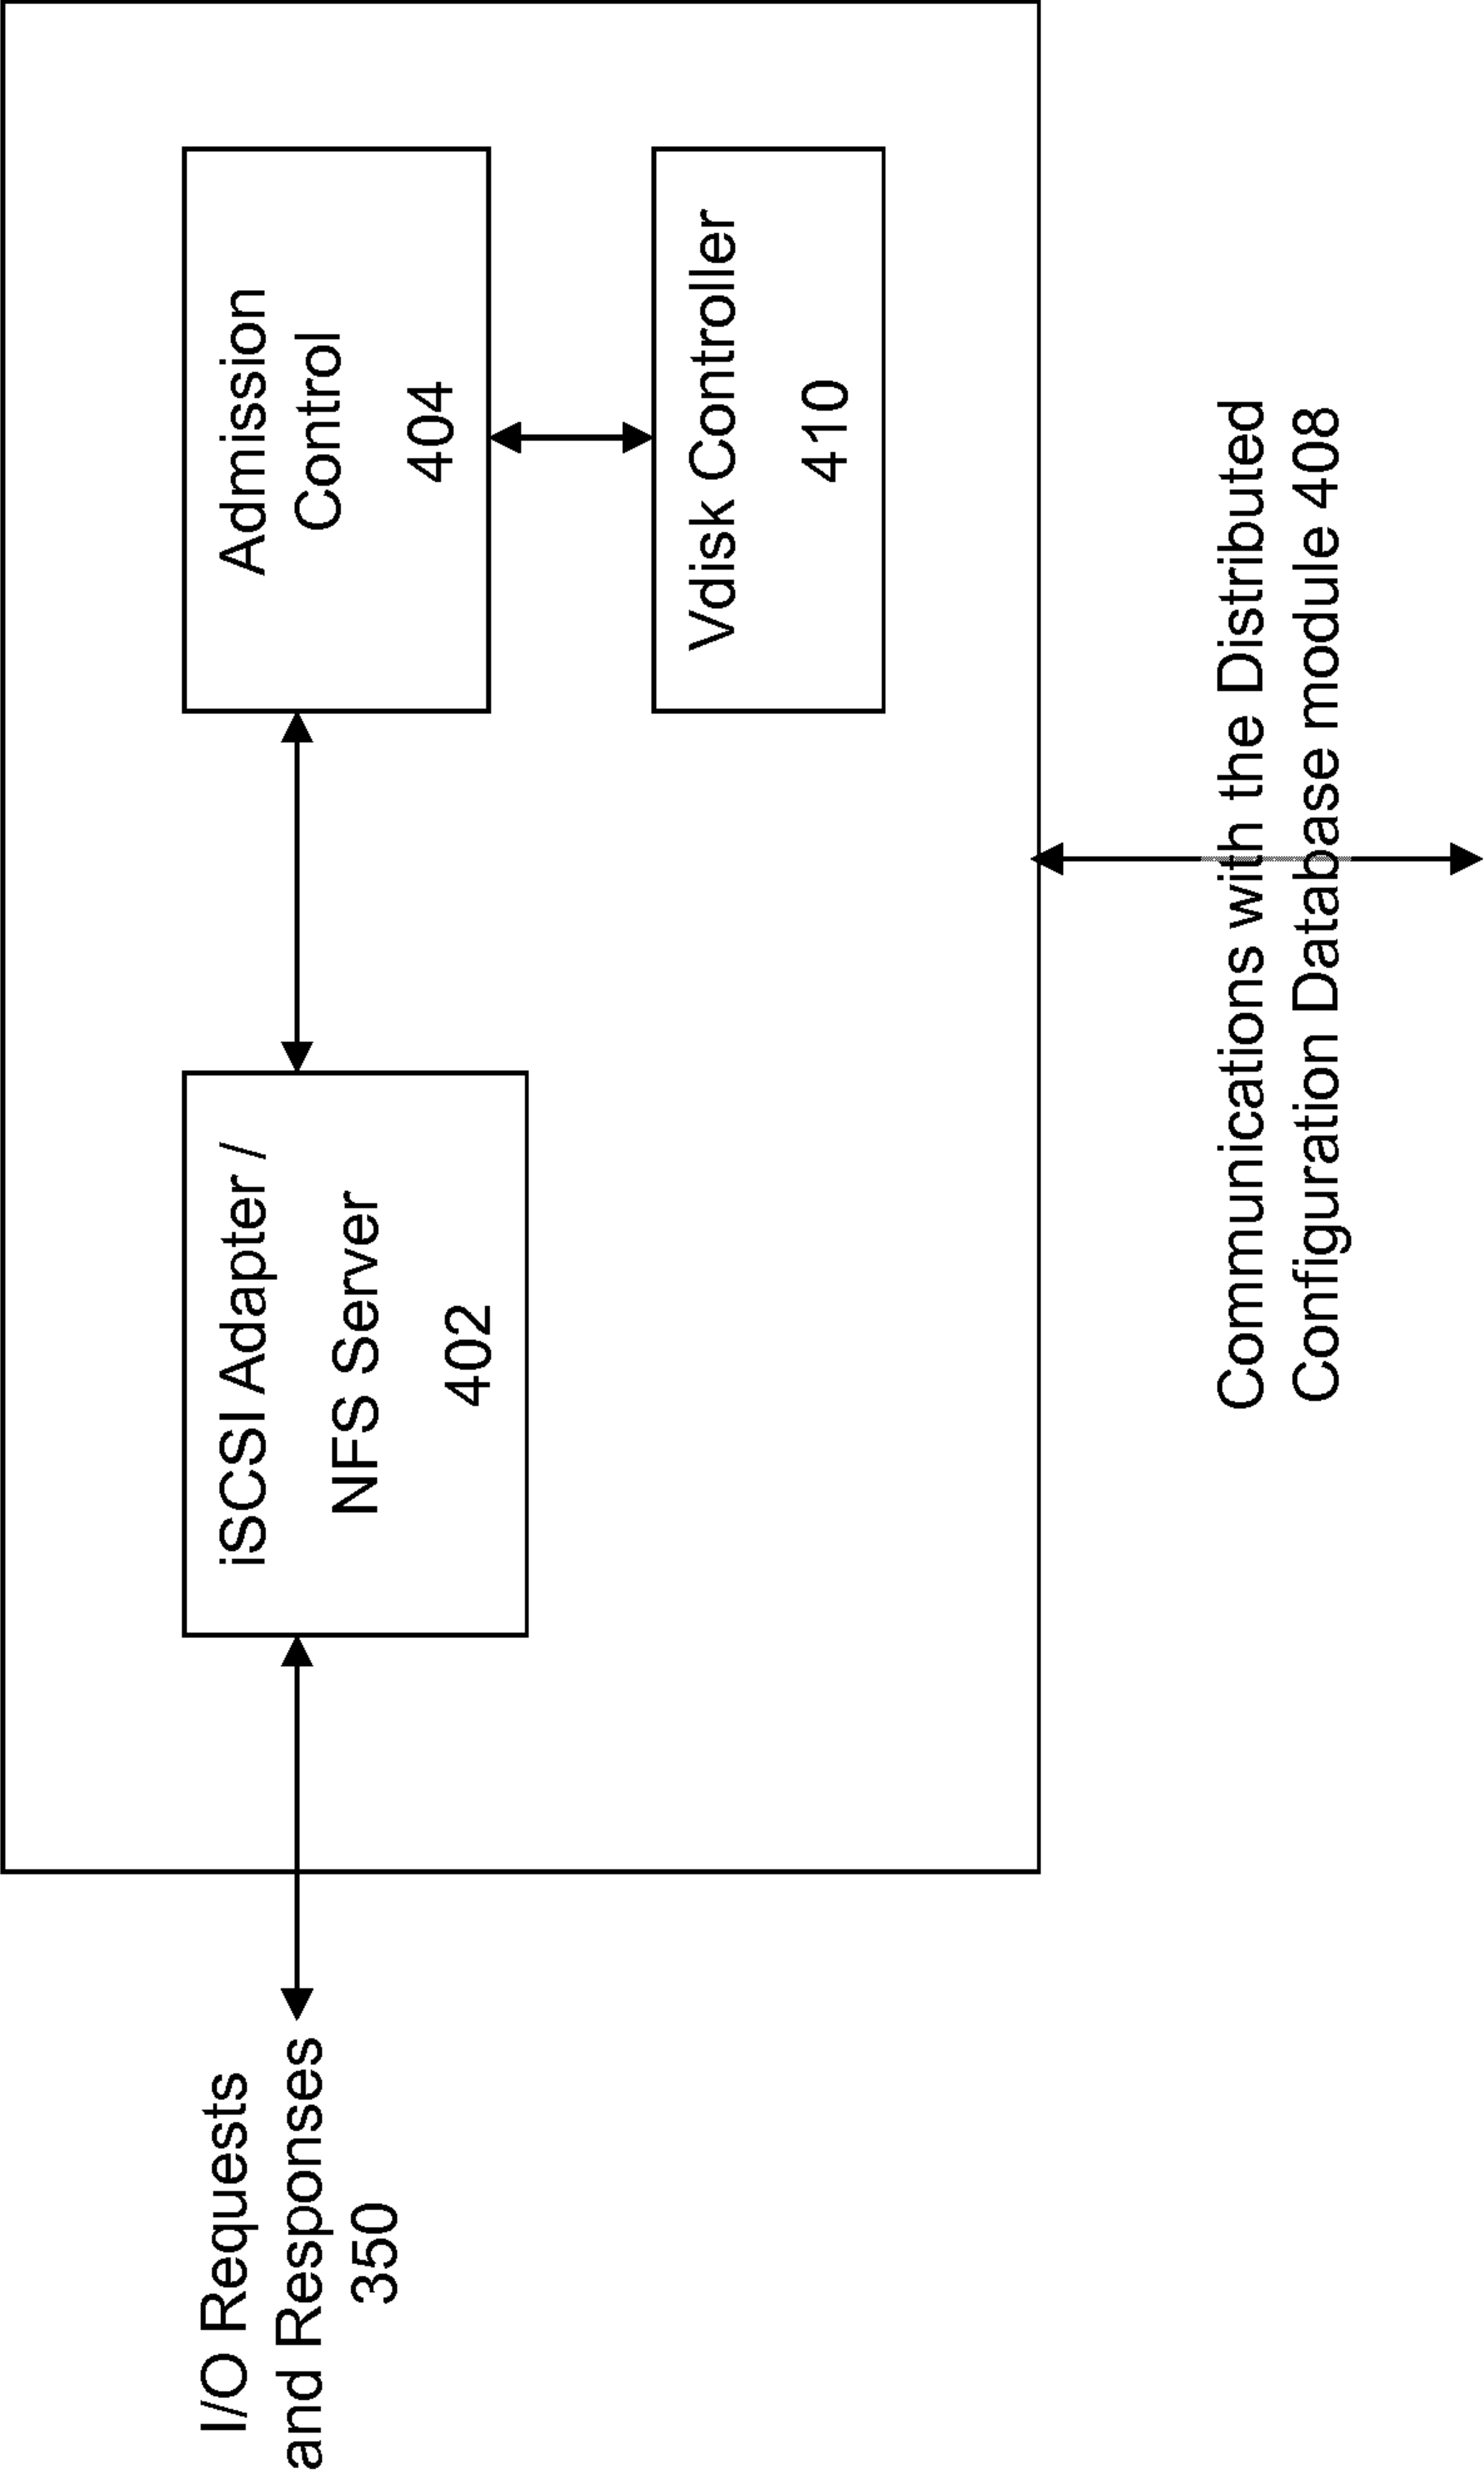 I/O Requests
and Responses
350
iSCSI Adapter /
NFS Server
402
Admission
Control
404
Vdisk Controller
410
Communications with the Distributed
Configuration Database module 408